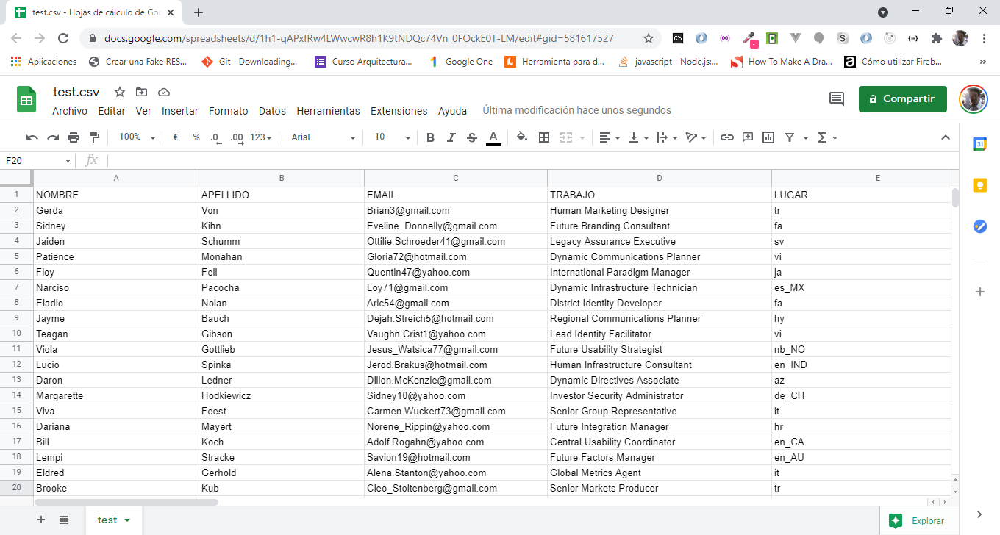 test.csv - Hojas de cálculo de Goo
docs.google.com/spreadsheets/d/1h1-qAPxfRw4LWwcwR8h1K9tNDQc74Vn_0FOckE0T-LM/edit#gid=581617527
Aplicaciones Crear una Fake RES... Git - Downloading... Curso Arquitectura... Google One Herramienta para d... javascript - Node.js:... How To Make A Dra... Cómo utilizar Fireb... »
test.csv
Archivo Editar Ver Insertar Formato Datos Herramientas Extensiones Ayuda Última modificación hace unos segundos
Compartir
100% € % .0 .00 123 Arial 10 B I S A Σ
31
F20 fx
A B C D E
1 NOMBRE APELLIDO EMAIL TRABAJO LUGAR
2 Gerda Von Brian3@gmail.com Human Marketing Designer tr
3 Sidney Kihn Eveline_Donnelly@gmail.com Future Branding Consultant fa
4 Jaiden Schumm Ottilie.Schroeder41@gmail.com Legacy Assurance Executive sv
5 Patience Monahan Gloria72@hotmail.com Dynamic Communications Planner vi
6 Floy Feil Quentin47@yahoo.com International Paradigm Manager ja
7 Narciso Pacocha Loy71@gmail.com Dynamic Infrastructure Technician es_MX
8 Eladio Nolan Aric54@gmail.com District Identity Developer fa
9 Jayme Bauch Dejah.Streich5@hotmail.com Regional Communications Planner hy
10 Teagan Gibson Vaughn.Crist1@yahoo.com Lead Identity Facilitator vi
11 Viola Gottlieb Jesus_Watsica77@gmail.com Future Usability Strategist nb_NO
12 Lucio Spinka Jerod.Brakus@hotmail.com Human Infrastructure Consultant en_IND
13 Daron Ledner Dillon.McKenzie@gmail.com Dynamic Directives Associate az
14 Margarette Hodkiewicz Sidney10@yahoo.com Investor Security Administrator de_CH
15 Viva Feest Carmen.Wuckert73@gmail.com Senior Group Representative it
16 Dariana Mayert Norene_Rippin@yahoo.com Future Integration Manager hr
17 Bill Koch Adolf.Rogahn@yahoo.com Central Usability Coordinator en_CA
18 Lempi Stracke Savion19@hotmail.com Future Factors Manager en_AU
19 Eldred Gerhold Alena.Stanton@yahoo.com Global Metrics Agent it
20 Brooke Kub Cleo_Stoltenberg@gmail.com Senior Markets Producer tr
test
Explorar